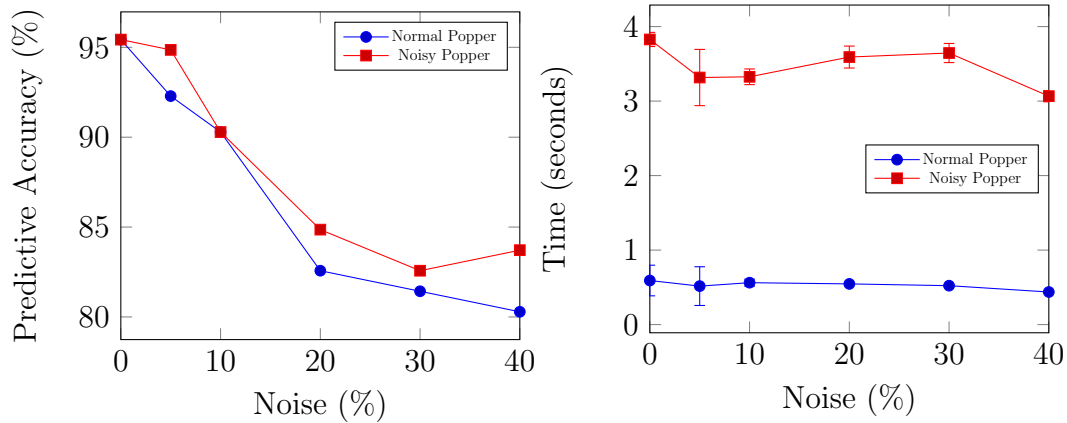 Predictive Accuracy (%)
95
90
85
80
0
10
20
30
40
Noise (%)
Normal Popper
Noisy Popper
Time (seconds)
4
3
2
1
0
0
10
20
30
40
Noise (%)
Normal Popper
Noisy Popper